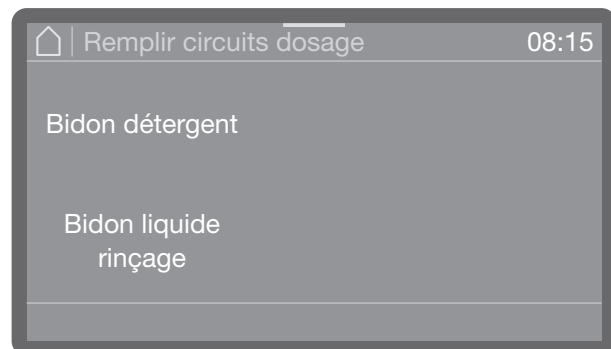 Remplir circuits dosage 08:15
Bidon détergent
Bidon liquide
rinçage